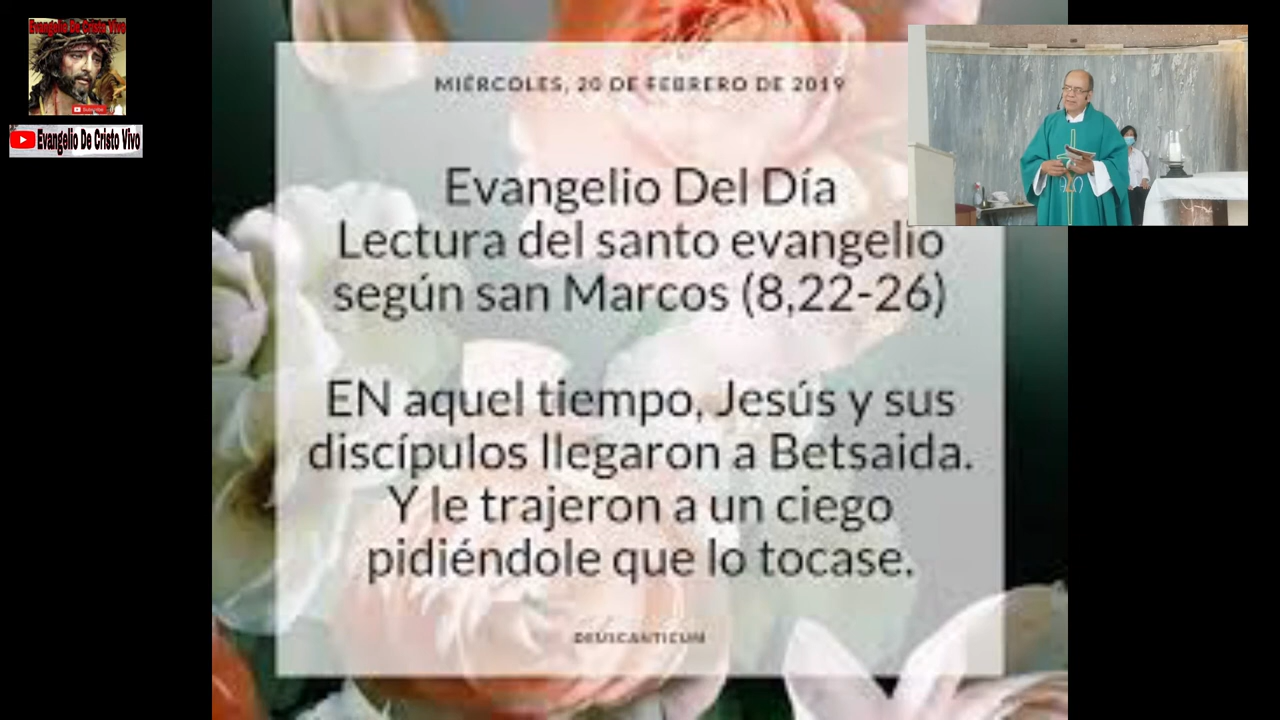 Evangelio De Cristo Vivo
Subscribe
Evangelio De Cristo Vivo
MIÉRCOLES, 20 DE FEBRERO DE 2019
Evangelio Del Día
Lectura del santo evangelio
según san Marcos (8,22-26)
EN aquel tiempo, Jesús y sus
discípulos llegaron a Betsaida.
Y le trajeron a un ciego
pidiéndole que lo tocase.
DEUSCANTICUM